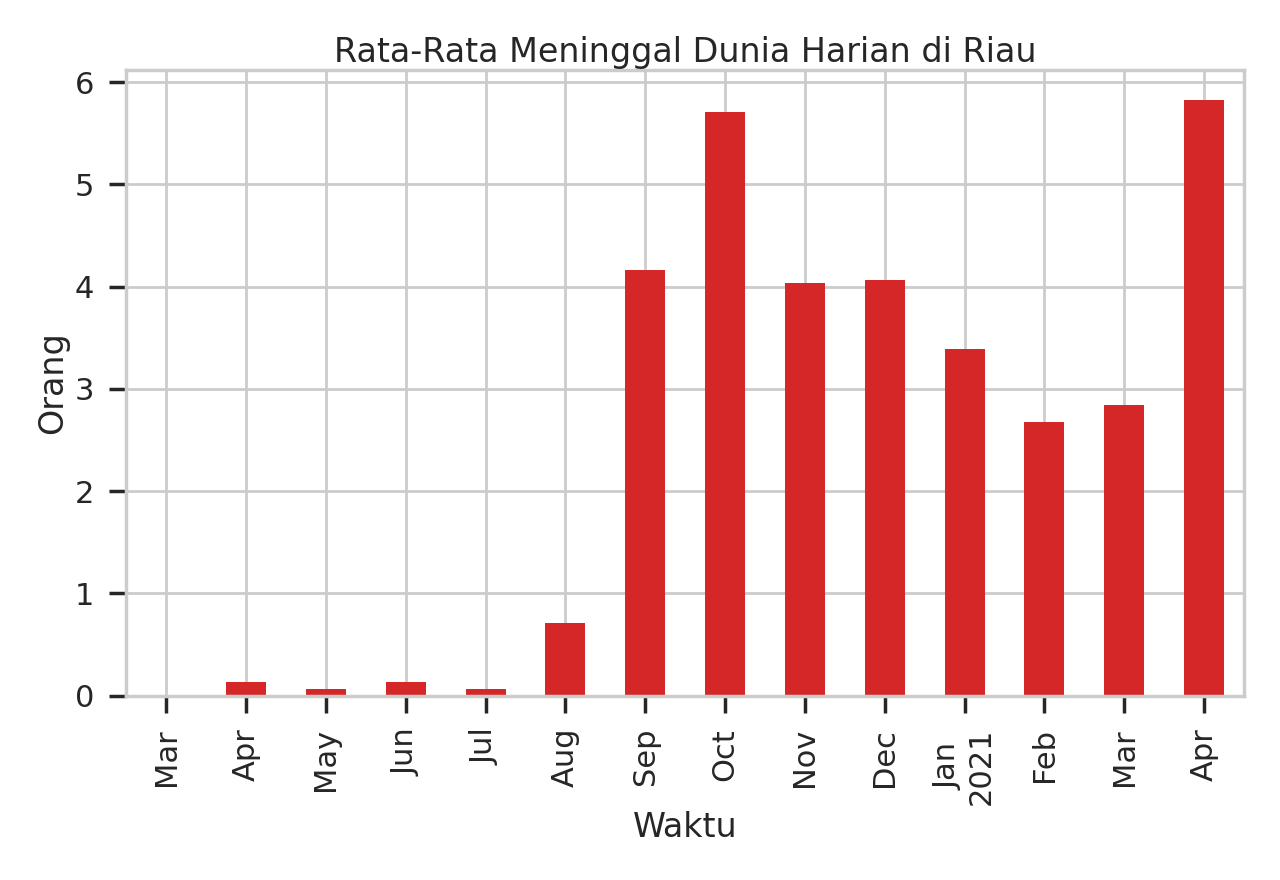 Rata-Rata Meninggal Dunia Harian di Riau
6
5
4
3
2
1
0
Orang
Mar
Apr
May
Jun
Jul
Aug
Sep
Oct
Nov
Dec
Jan
2021
Feb
Mar
Apr
Waktu